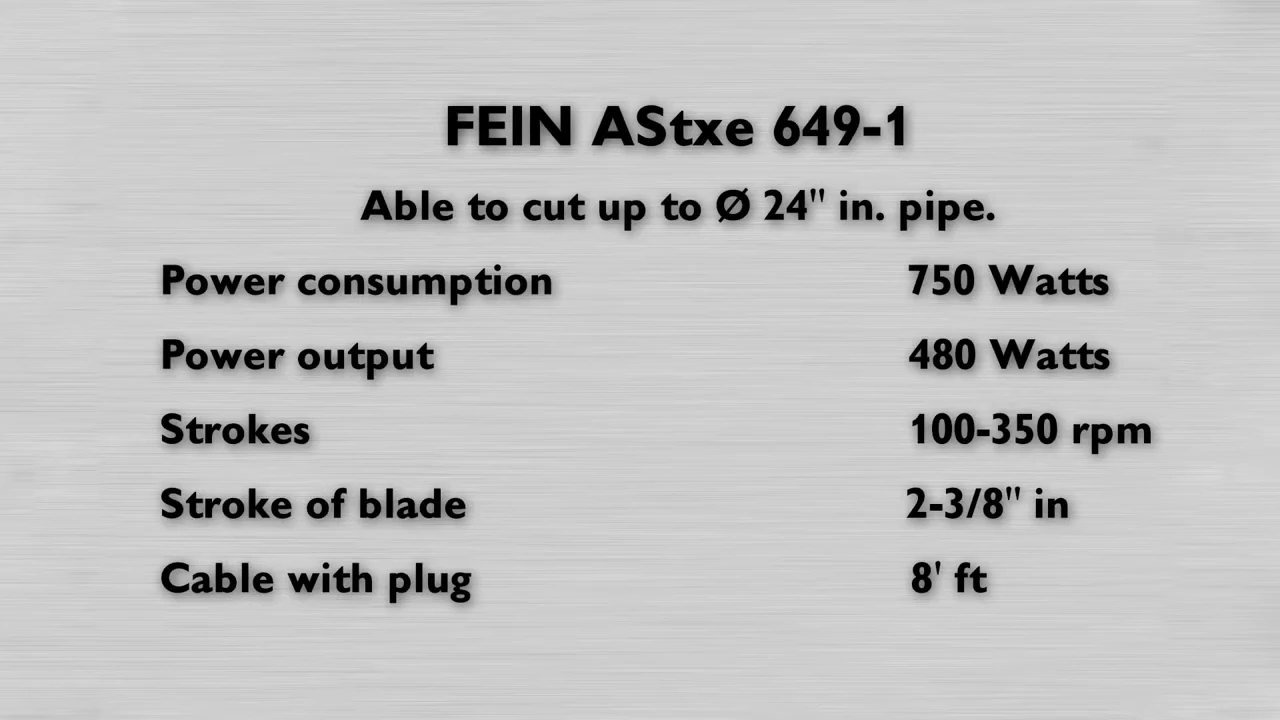 FEIN AStxe 649-1
Able to cut up to Ø 24" in. pipe.
Power consumption 750 Watts
Power output 480 Watts
Strokes 100-350 rpm
Stroke of blade 2-3/8" in
Cable with plug 8' ft